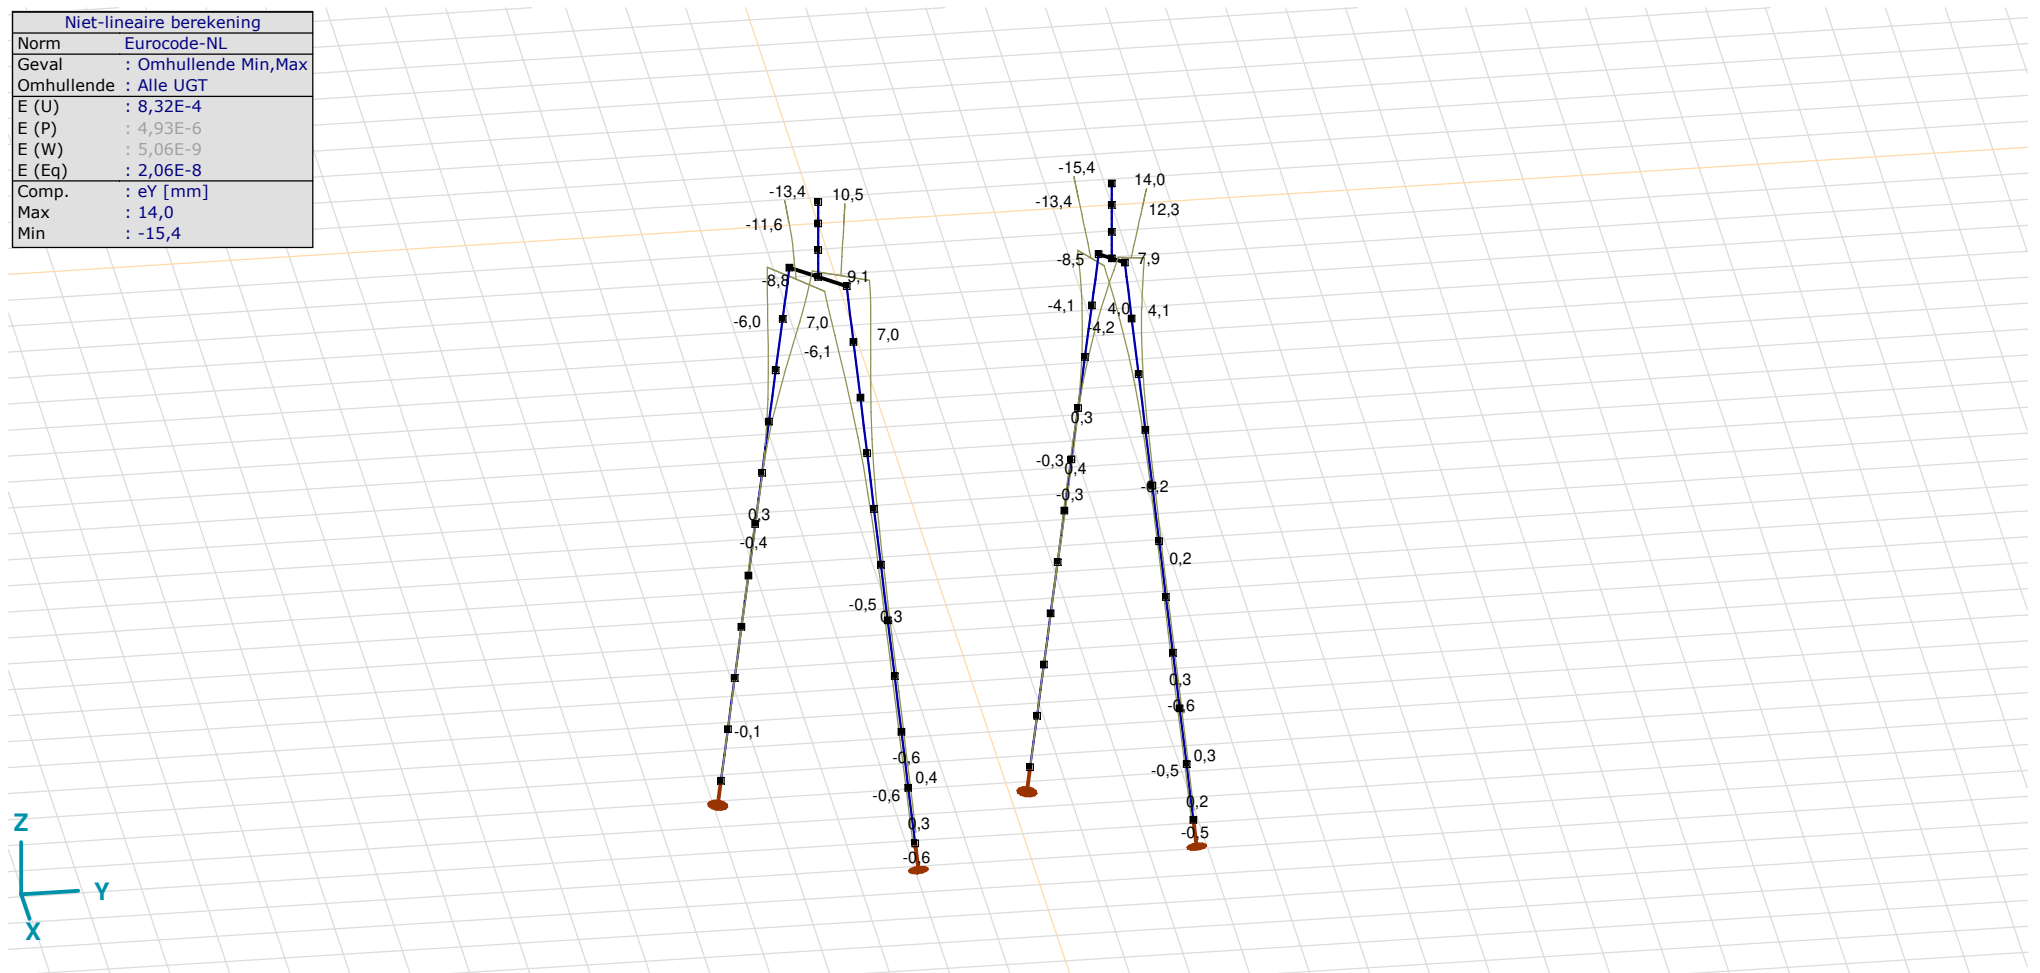 Niet-lineaire berekening
Norm Eurocode-NL
Geval : Omhullende Min,Max
Omhullende : Alle UGT
E (U) : 8,32E-4
E (P) : 4,93E-6
E (W) : 5,06E-9
E (Eq) : 2,06E-8
Comp. : eY [mm]
Max : 14,0
Min : -15,4
-13,4
10,5
-11,6
-8,8
9,1
-6,0
7,0
7,0
-6,1
0,3
-0,4
-0,5
0,3
-0,1
-0,6
0,4
-0,6
0,3
-0,6
-15,4
14,0
-13,4
12,3
-8,5
7,9
-4,1
4,0
4,1
-4,2
0,3
-0,3
0,4
-0,3
-0,2
0,2
0,3
-0,6
0,3
-0,5
0,2
-0,5
Z
Y
X